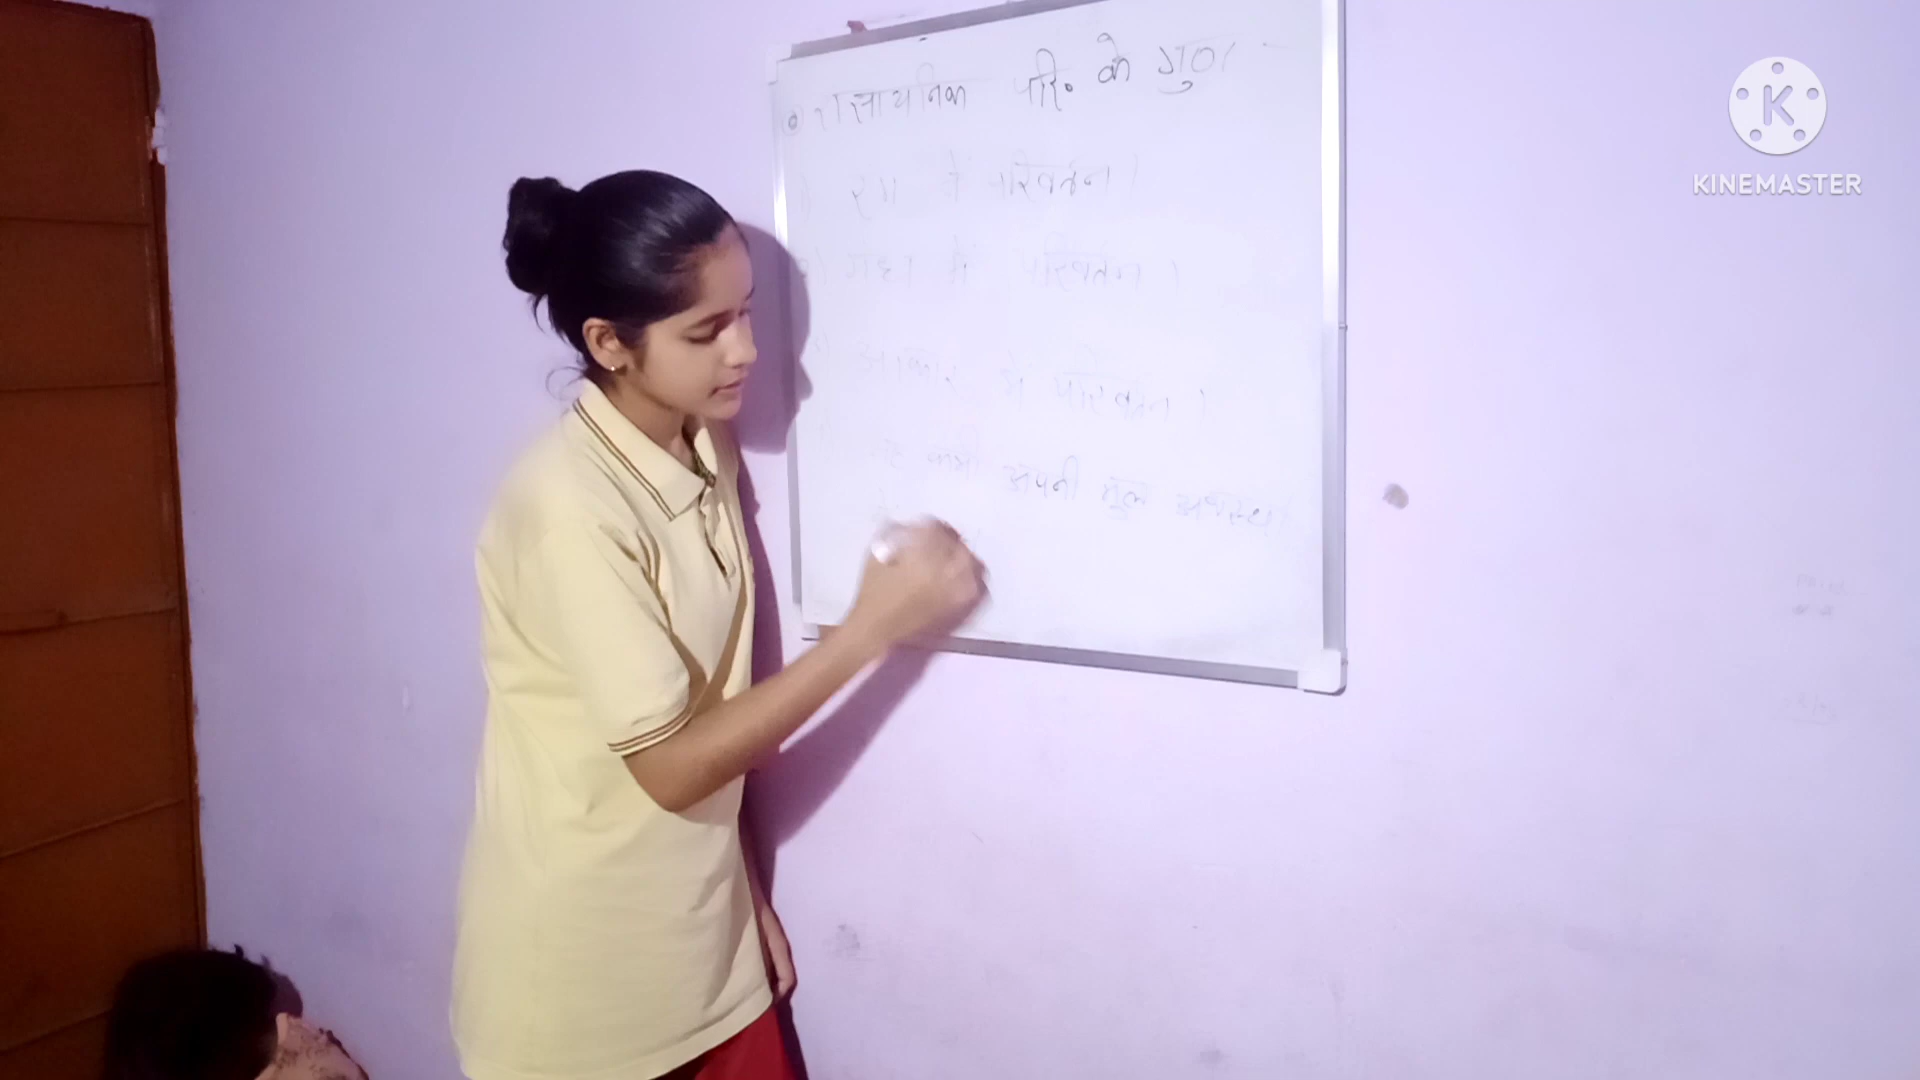 रासायनिक परि० के गुण
रंग मे परिवर्तन।
गंध में परिवर्तन।
आकार में परिवर्तन।
कभी अपनी मूल अवस्था
KINEMASTER